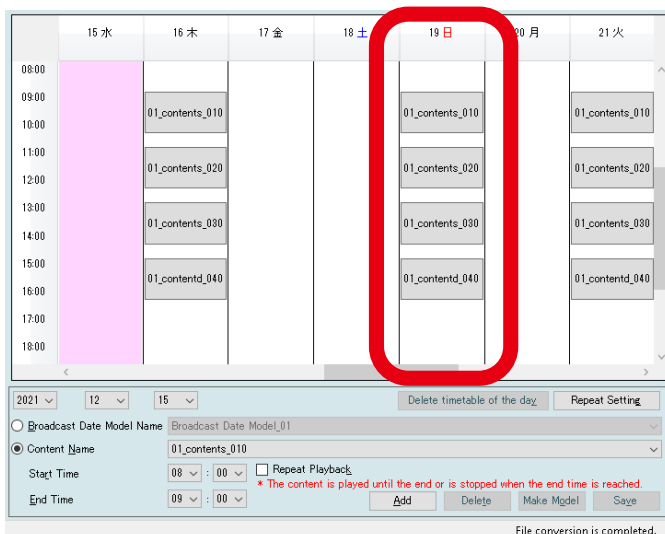 15 水 16 木 17 金 18 土 19 日 20 月 21 火
08:00
09:00
01_contents_010 01_contents_010 01_contents_010
10:00
11:00
01_contents_020 01_contents_020 01_contents_020
12:00
13:00
01_contents_030 01_contents_030 01_contents_030
14:00
15:00
01_contentd_040 01_contentd_040 01_contentd_040
16:00
17:00
18:00
2021 12 15 Delete timetable of the day Repeat Setting
Broadcast Date Model Name Broadcast Date Model_01
Content Name 01_contents_010
Start Time 08 : 00 Repeat Playback
* The content is played until the end or is stopped when the end time is reached.
End Time 09 : 00 Add Delete Make Model Save
File conversion is completed.